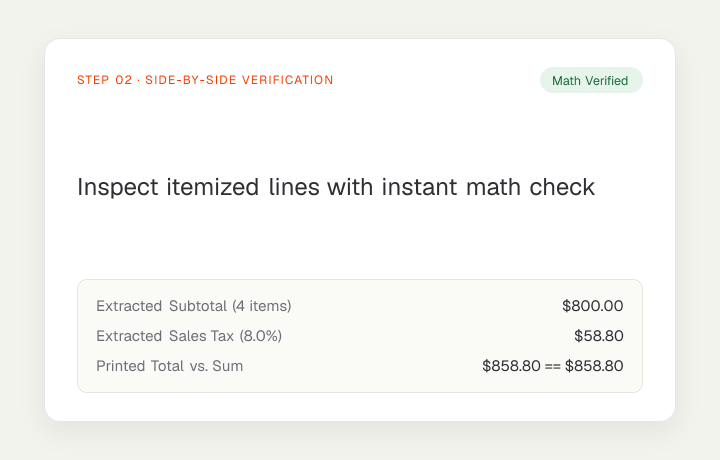 STEP 02 · SIDE-BY-SIDE VERIFICATION
Math Verified
Inspect itemized lines with instant math check
Extracted Subtotal (4 items) $800.00
Extracted Sales Tax (8.0%) $58.80
Printed Total vs. Sum $858.80 == $858.80